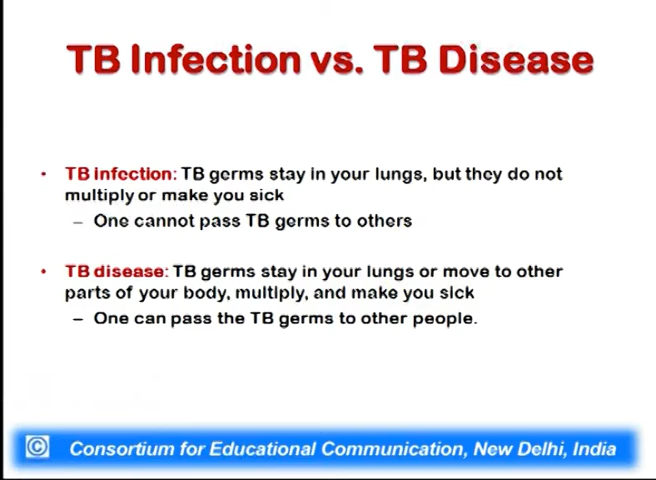 TB Infection vs. TB Disease
• TB infection: TB germs stay in your lungs, but they do not
multiply or make you sick
– One cannot pass TB germs to others
• TB disease: TB germs stay in your lungs or move to other
parts of your body, multiply, and make you sick
– One can pass the TB germs to other people.
© Consortium for Educational Communication, New Delhi, India